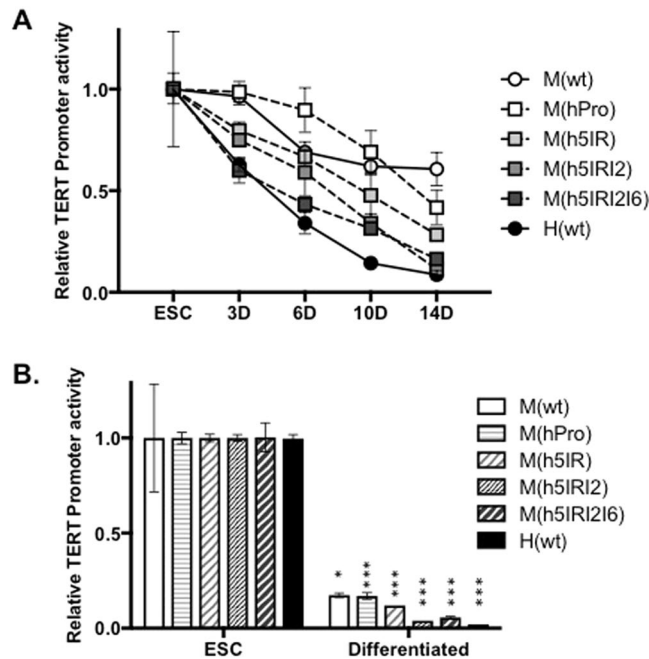 A
Relative TERT Promoter activity
1.0
0.5
0.0
ESC 3D 6D 10D 14D
M(wt)
M(hPro)
M(h5IR)
M(h5IRI2)
M(h5IRI2I6)
H(wt)
B.
Relative TERT Promoter activity
1.0
0.5
0.0
* *** *** *** *** ***
ESC Differentiated
M(wt)
M(hPro)
M(h5IR)
M(h5IRI2)
M(h5IRI2I6)
H(wt)